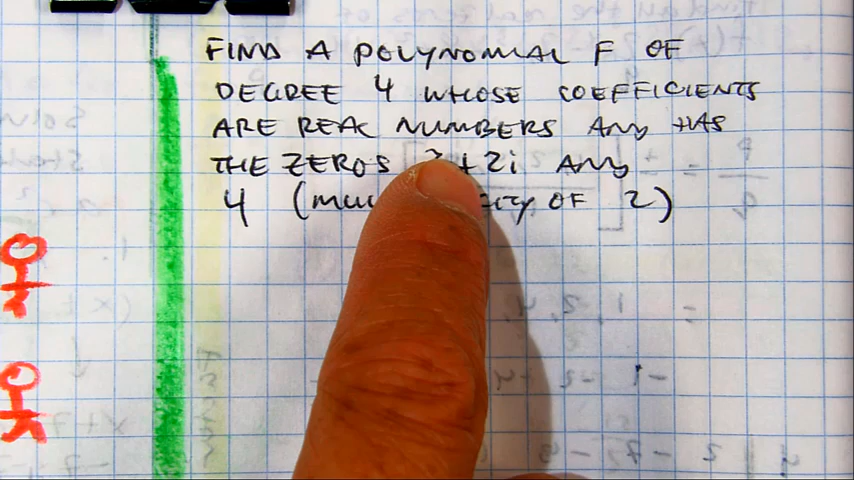 FIND A POLYNOMIAL F OF
DEGREE 4 WHOSE COEFFICIENTS
ARE REAL NUMBERS AND HAS
THE ZEROS +2i AND
4 ( OF 2)